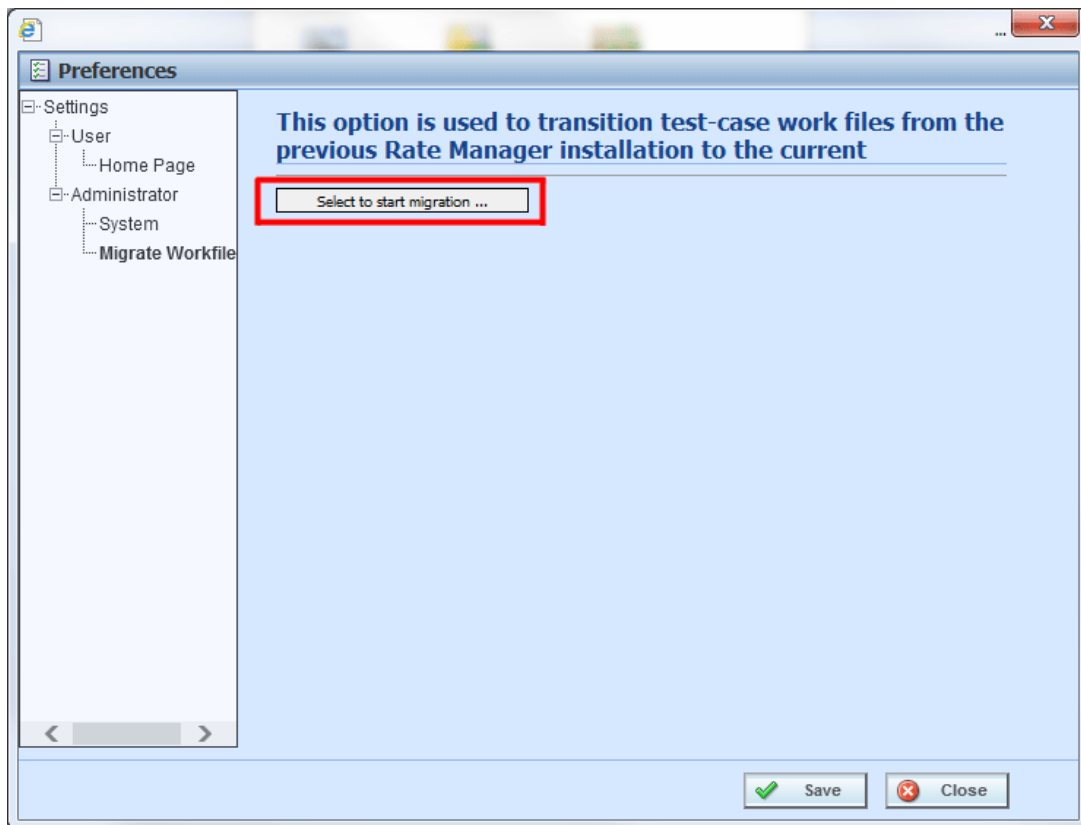 ...
Preferences
Settings
User
Home Page
Administrator
System
Migrate Workfile
This option is used to transition test-case work files from the
previous Rate Manager installation to the current
Select to start migration ...
Save
Close